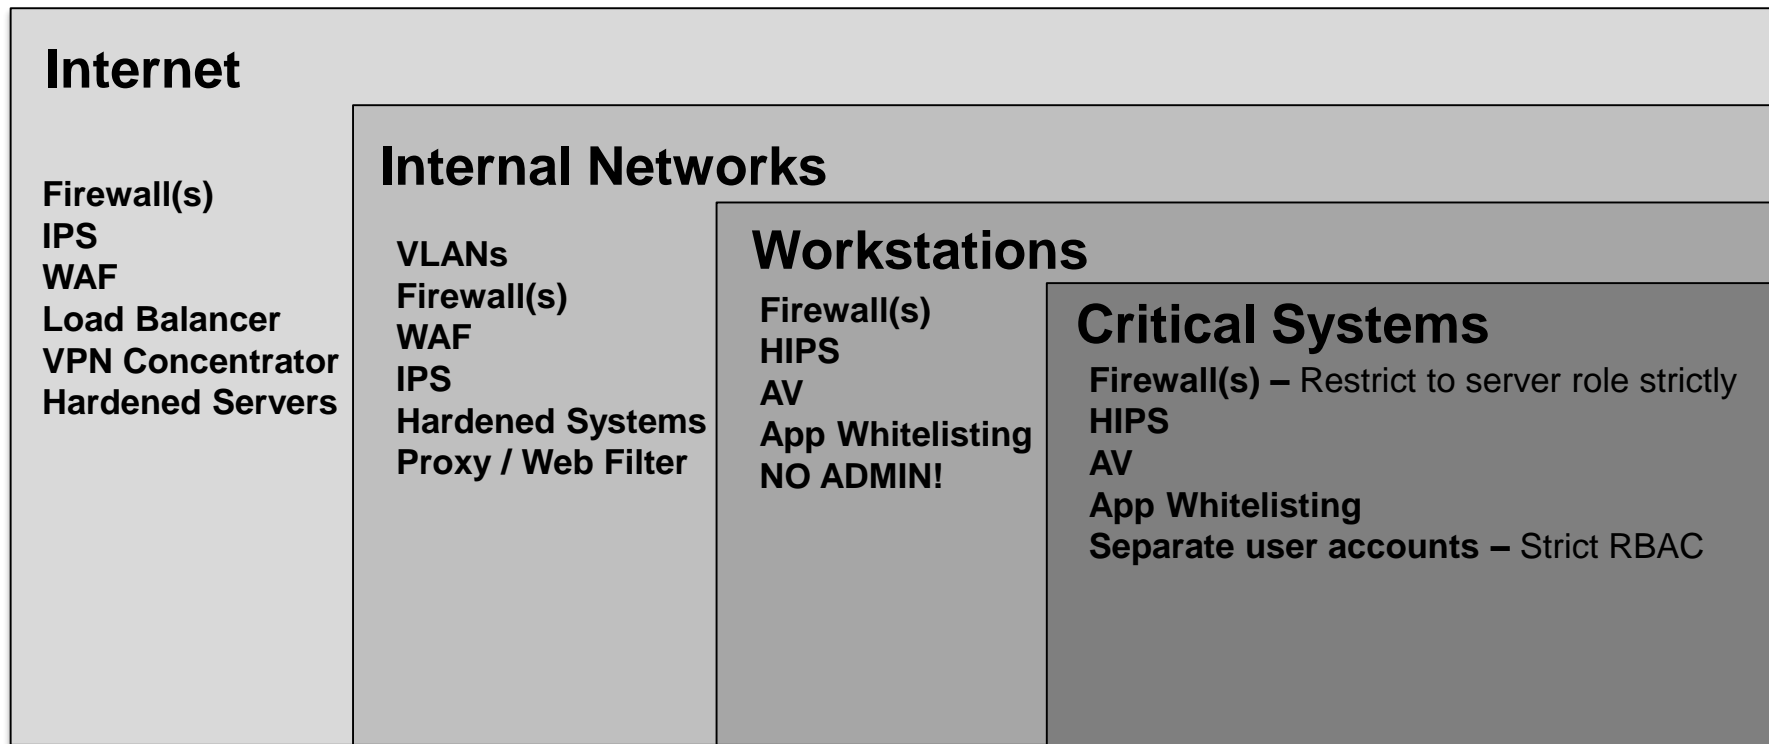 Internet
Firewall(s)
IPS
WAF
Load Balancer
VPN Concentrator
Hardened Servers
Internal Networks
VLANs
Firewall(s)
WAF
IPS
Hardened Systems
Proxy / Web Filter
Workstations
Firewall(s)
HIPS
AV
App Whitelisting
NO ADMIN!
Critical Systems
Firewall(s) – Restrict to server role strictly
HIPS
AV
App Whitelisting
Separate user accounts – Strict RBAC